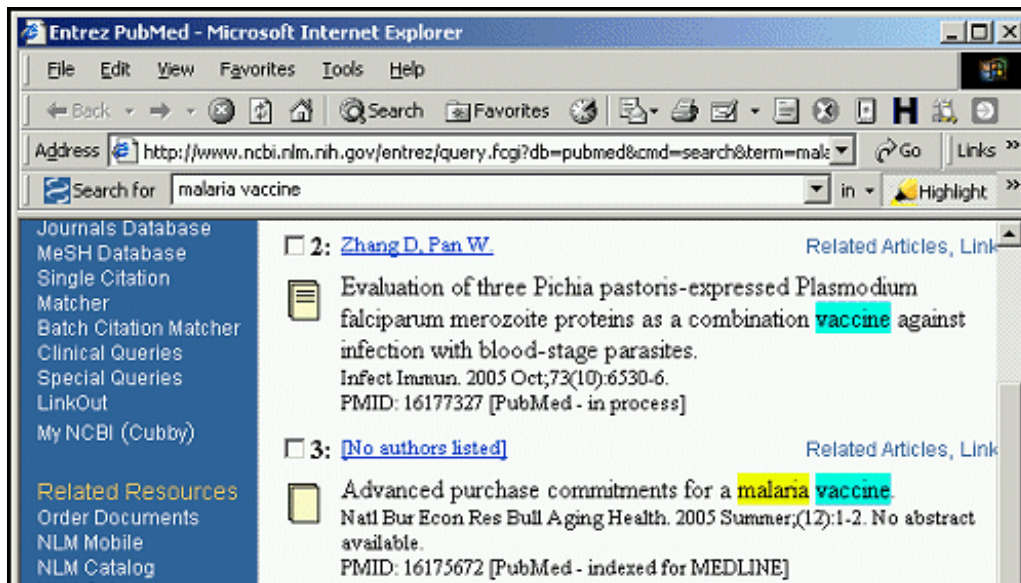 Entrez PubMed - Microsoft Internet Explorer
File Edit View Favorites Tools Help
Back Search Favorites H
Address http://www.ncbi.nlm.nih.gov/entrez/query.fcgi?db=pubmed&cmd=search&term=mala Go Links »
Search for malaria vaccine in Highlight »
Journals Database
MeSH Database
Single Citation
Matcher
Batch Citation Matcher
Clinical Queries
Special Queries
LinkOut
My NCBI (Cubby)
Related Resources
Order Documents
NLM Mobile
NLM Catalog
2: Zhang D, Pan W. Related Articles, Link
Evaluation of three Pichia pastoris-expressed Plasmodium
falciparum merozoite proteins as a combination vaccine against
infection with blood-stage parasites.
Infect Immun. 2005 Oct;73(10):6530-6.
PMID: 16177327 [PubMed - in process]
3: [No authors listed] Related Articles, Link
Advanced purchase commitments for a malaria vaccine.
Natl Bur Econ Res Bull Aging Health. 2005 Summer;(12):1-2. No abstract
available.
PMID: 16175672 [PubMed - indexed for MEDLINE]